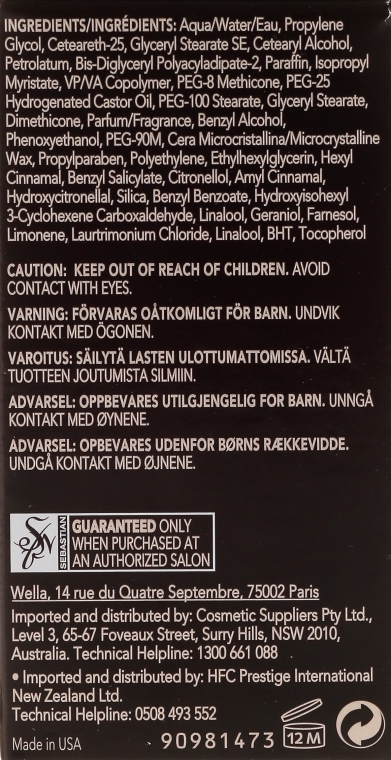 INGREDIENTS/INGRÉDIENTS: Aqua/Water/Eau, Propylene
Glycol, Ceteareth-25, Glyceryl Stearate SE, Cetearyl Alcohol,
Petrolatum, Bis-Diglyceryl Polyacyladipate-2, Paraffin, Isopropyl
Myristate, VP/VA Copolymer, PEG-8 Methicone, PEG-25
Hydrogenated Castor Oil, PEG-100 Stearate, Glyceryl Stearate,
Dimethicone, Parfum/Fragrance, Benzyl Alcohol,
Phenoxyethanol, PEG-90M, Cera Microcristallina/Microcrystalline
Wax, Propylparaben, Polyethylene, Ethylhexylglycerin, Hexyl
Cinnamal, Benzyl Salicylate, Citronellol, Amyl Cinnamal,
Hydroxycitronellal, Silica, Benzyl Benzoate, Hydroxyisohexyl
3-Cyclohexene Carboxaldehyde, Linalool, Geraniol, Farnesol,
Limonene, Laurtrimonium Chloride, Linalool, BHT, Tocopherol
CAUTION: KEEP OUT OF REACH OF CHILDREN. AVOID
CONTACT WITH EYES.
VARNING: FÖRVARAS OÅTKOMLIGT FÖR BARN. UNDVIK
KONTAKT MED ÖGONEN.
VAROITUS: SÄILYTÄ LASTEN ULOTTUMATTOMISSA. VÄLTÄ
TUOTTEEN JOUTUMISTA SILMIIN.
ADVARSEL: OPPBEVARES UTILGJENGELIG FOR BARN. UNNGÅ
KONTAKT MED ØYNENE.
ADVARSEL: OPBEVARES UDENFOR BØRNS RÆKKEVIDDE.
UNDGÅ KONTAKT MED ØJNENE.
SEBASTIAN
GUARANTEED ONLY
WHEN PURCHASED AT
AN AUTHORIZED SALON
Wella, 14 rue du Quatre Septembre, 75002 Paris
Imported and distributed by: Cosmetic Suppliers Pty Ltd.,
Level 3, 65-67 Foveaux Street, Surry Hills, NSW 2010,
Australia. Technical Helpline: 1300 661 088
• Imported and distributed by: HFC Prestige International
New Zealand Ltd.
Technical Helpline: 0508 493 552
Made in USA
90981473
12 M